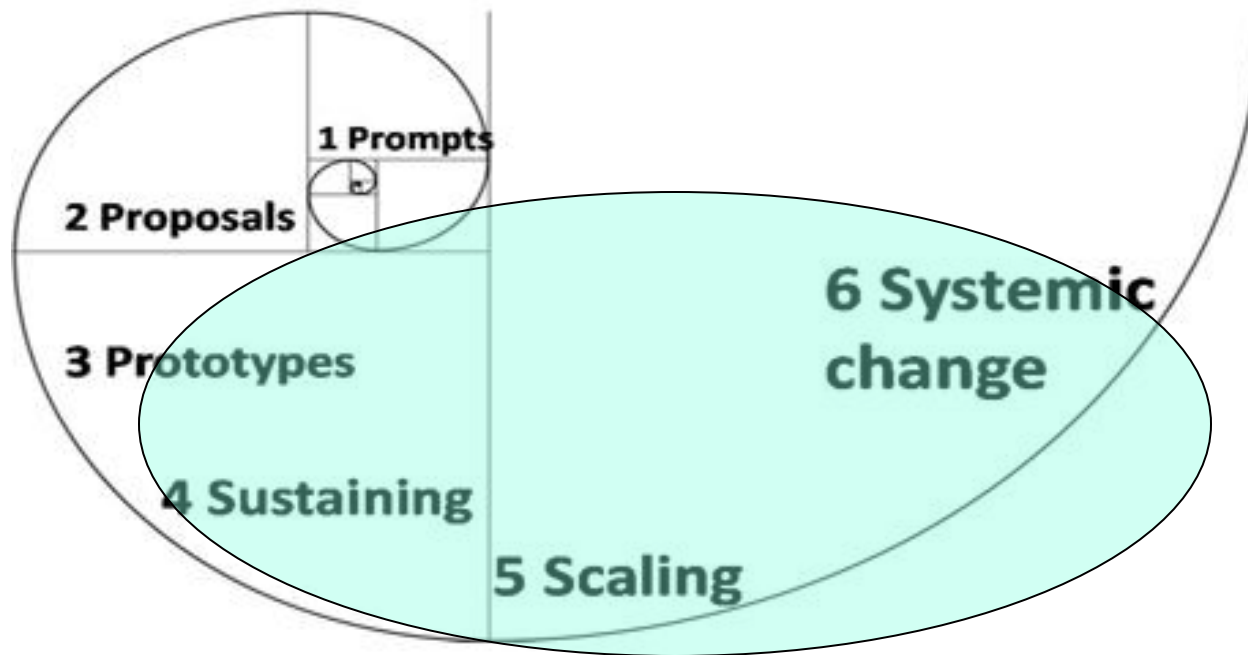 1 Prompts
2 Proposals
3 Prototypes
4 Sustaining
5 Scaling
6 Systemic
change